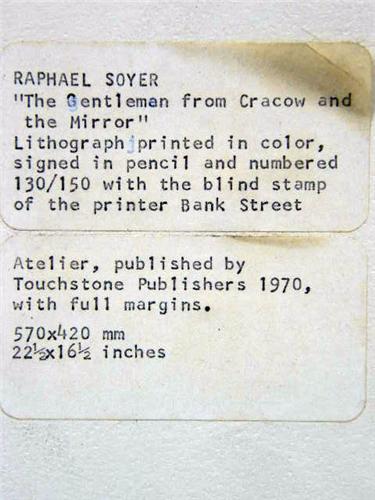 RAPHAEL SOYER
"The Gentleman from Cracow and
the Mirror"
Lithograph printed in color,
signed in pencil and numbered
130/150 with the blind stamp
of the printer Bank Street
Atelier, published by
Touchstone Publishers 1970,
with full margins.
570x420 mm
22½x16½ inches